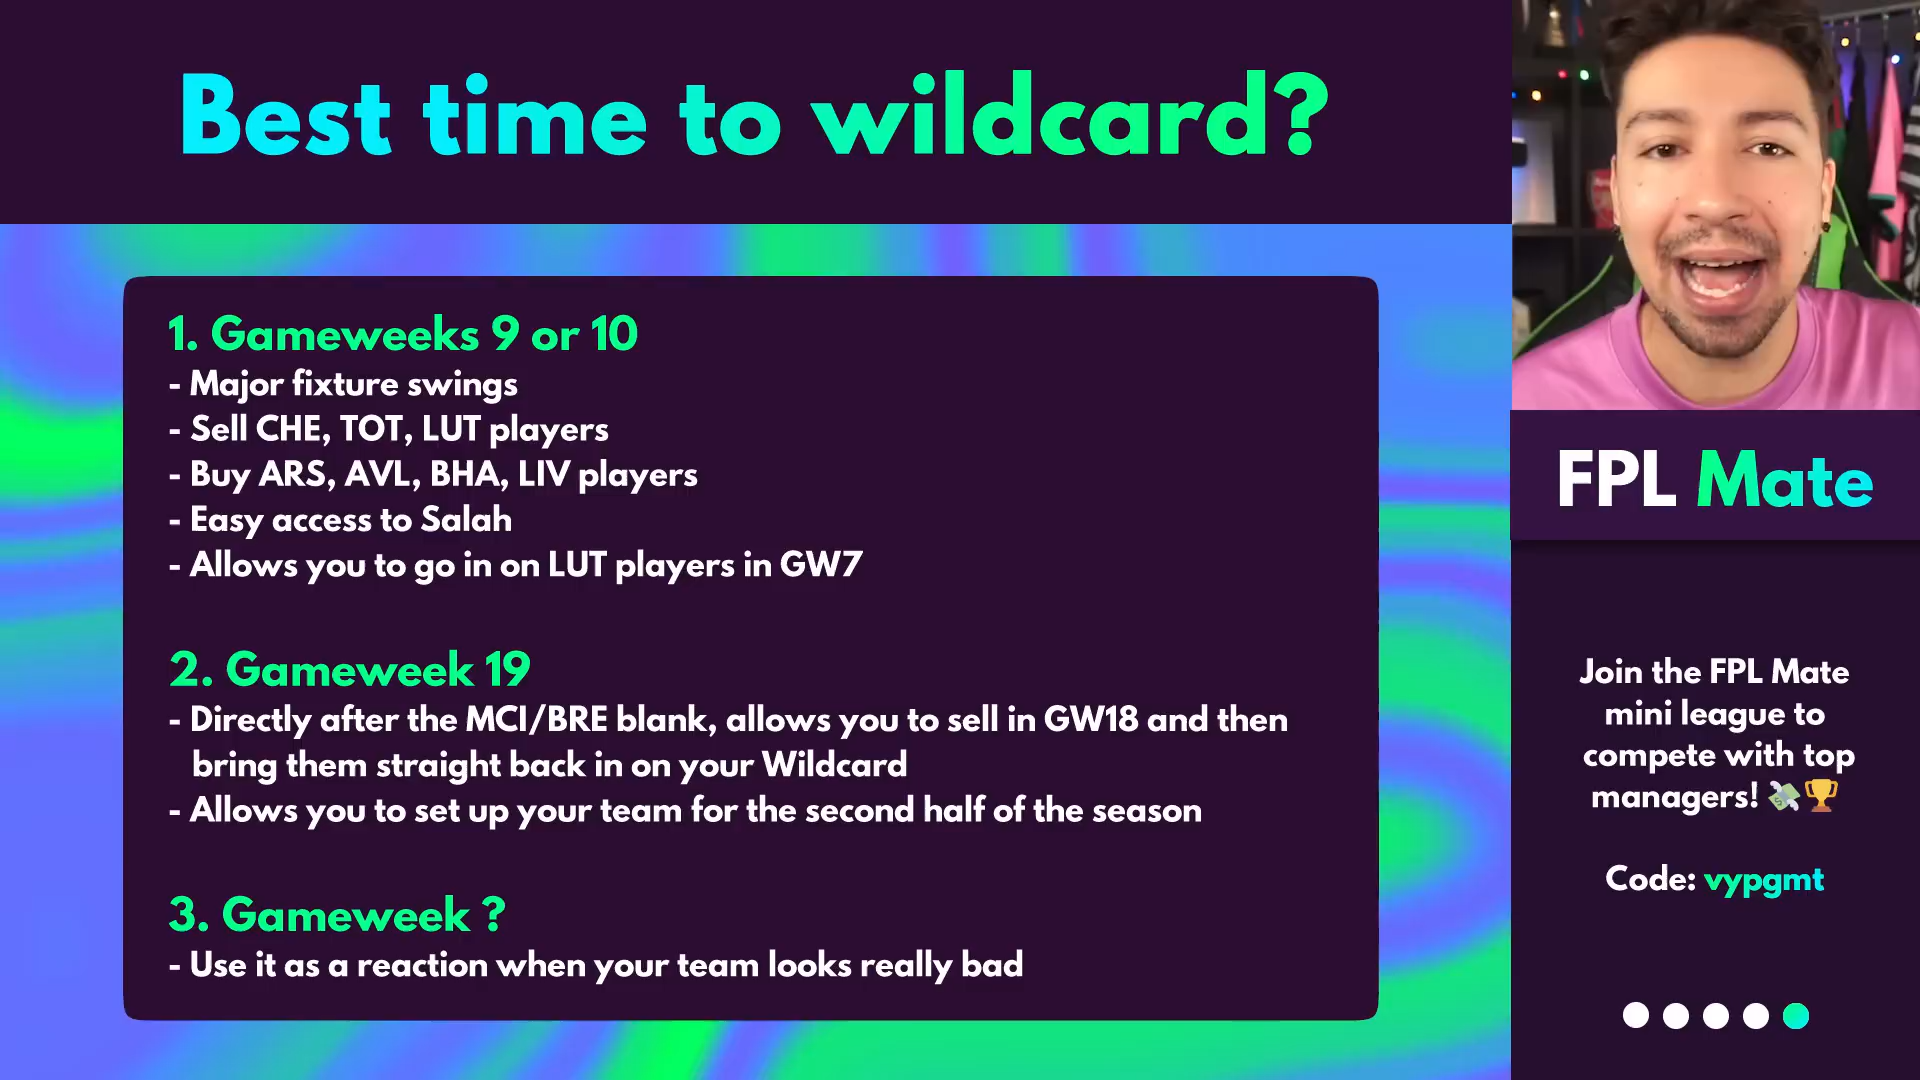 Best time to wildcard?
1. Gameweeks 9 or 10
- Major fixture swings
- Sell CHE, TOT, LUT players
- Buy ARS, AVL, BHA, LIV players
- Easy access to Salah
- Allows you to go in on LUT players in GW7
2. Gameweek 19
- Directly after the MCI/BRE blank, allows you to sell in GW18 and then
bring them straight back in on your Wildcard
- Allows you to set up your team for the second half of the season
3. Gameweek ?
- Use it as a reaction when your team looks really bad
FPL Mate
Join the FPL Mate
mini league to
compete with top
managers! 💸🏆
Code: vypgmt